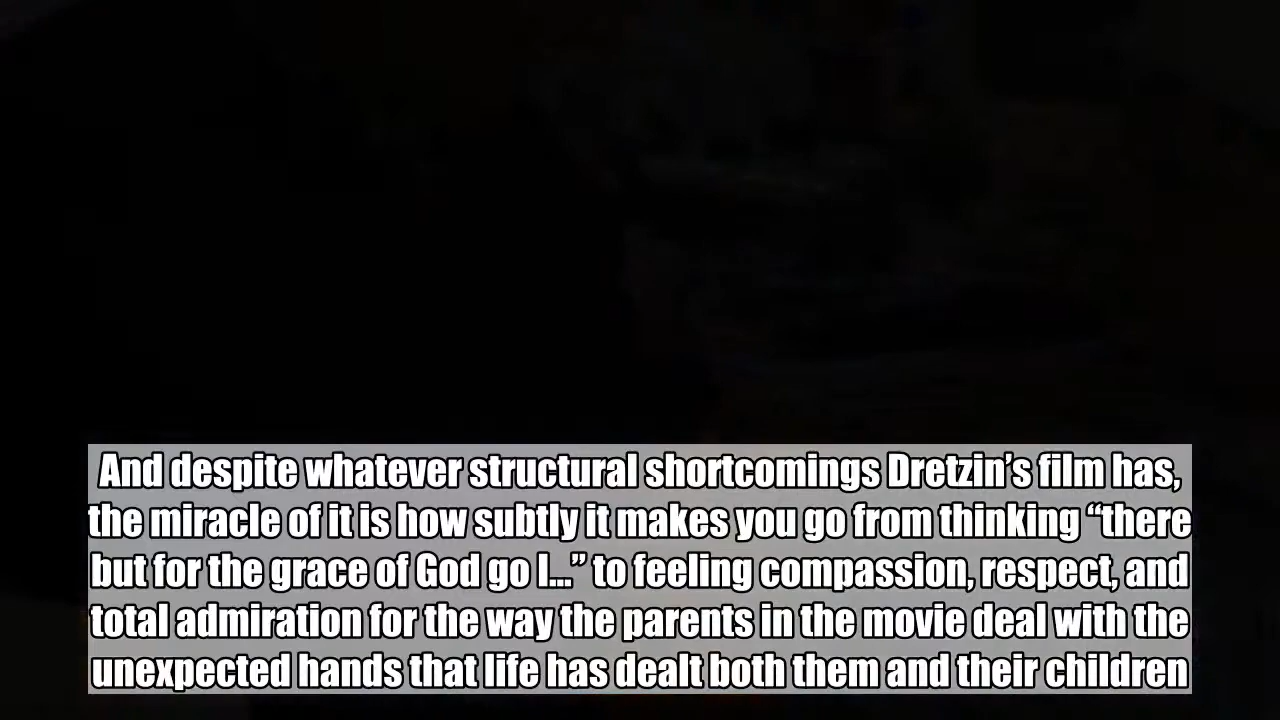 And despite whatever structural shortcomings Dretzin’s film has,
the miracle of it is how subtly it makes you go from thinking “there
but for the grace of God go I...” to feeling compassion, respect, and
total admiration for the way the parents in the movie deal with the
unexpected hands that life has dealt both them and their children